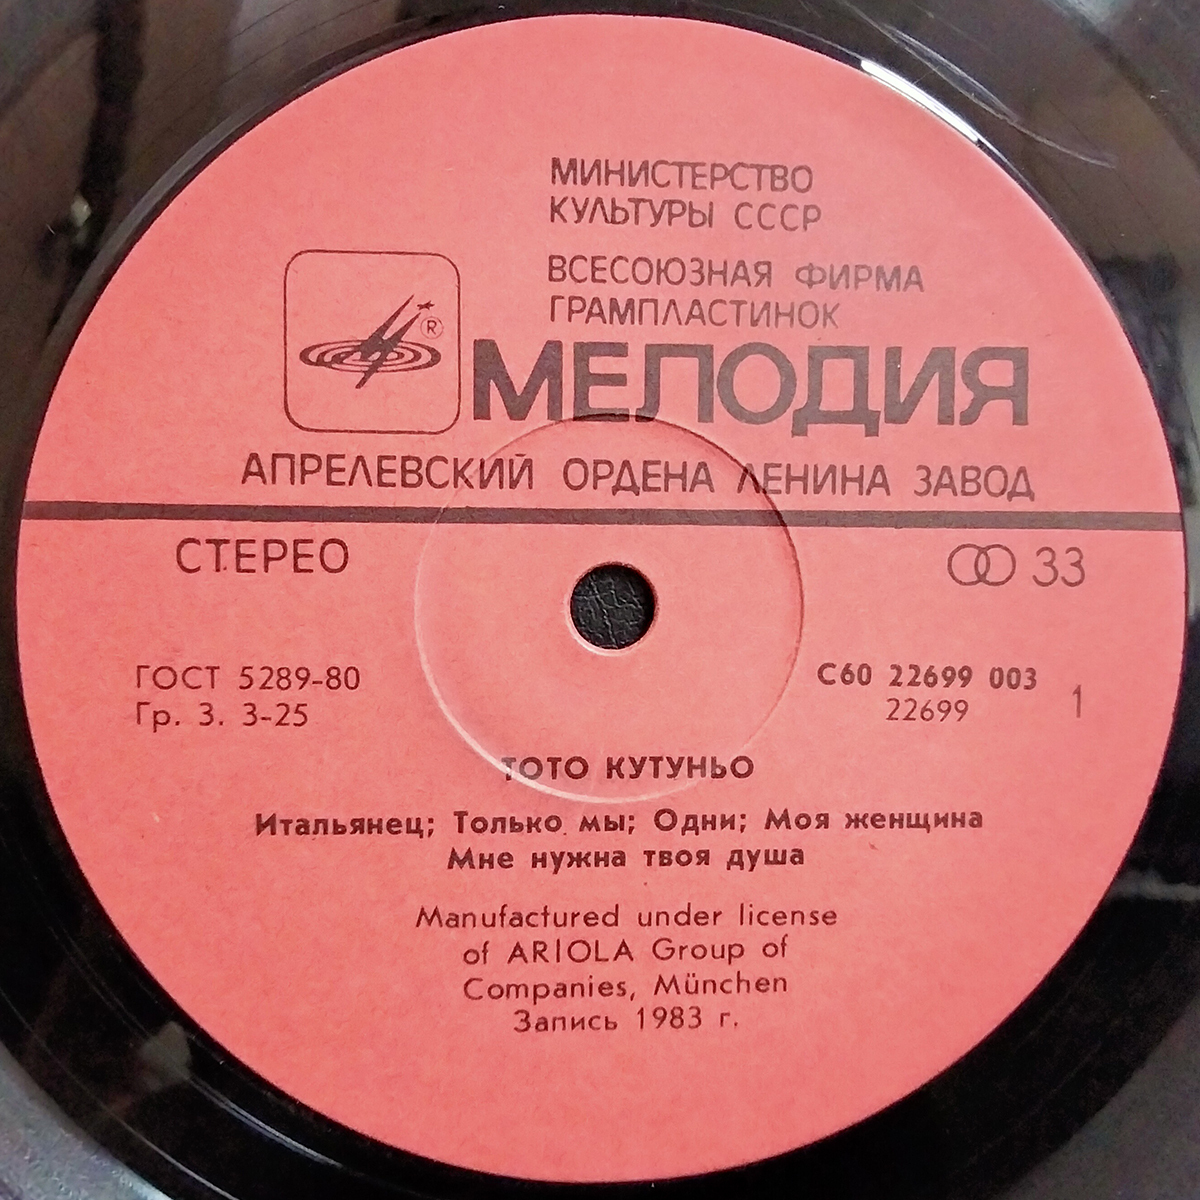 МИНИСТЕРСТВО
КУЛЬТУРЫ СССР
ВСЕСОЮЗНАЯ ФИРМА
ГРАМПЛАСТИНОК
®
МЕЛОДИЯ
АПРЕЛЕВСКИЙ ОРДЕНА ЛЕНИНА ЗАВОД
СТЕРЕО
33
ГОСТ 5289-80
Гр. 3. 3-25
С60 22699 003
22699
1
ТОТО КУТУНЬО
Итальянец; Только мы; Одни; Моя женщина
Мне нужна твоя душа
Manufactured under license
of ARIOLA Group of
Companies, München
Запись 1983 г.